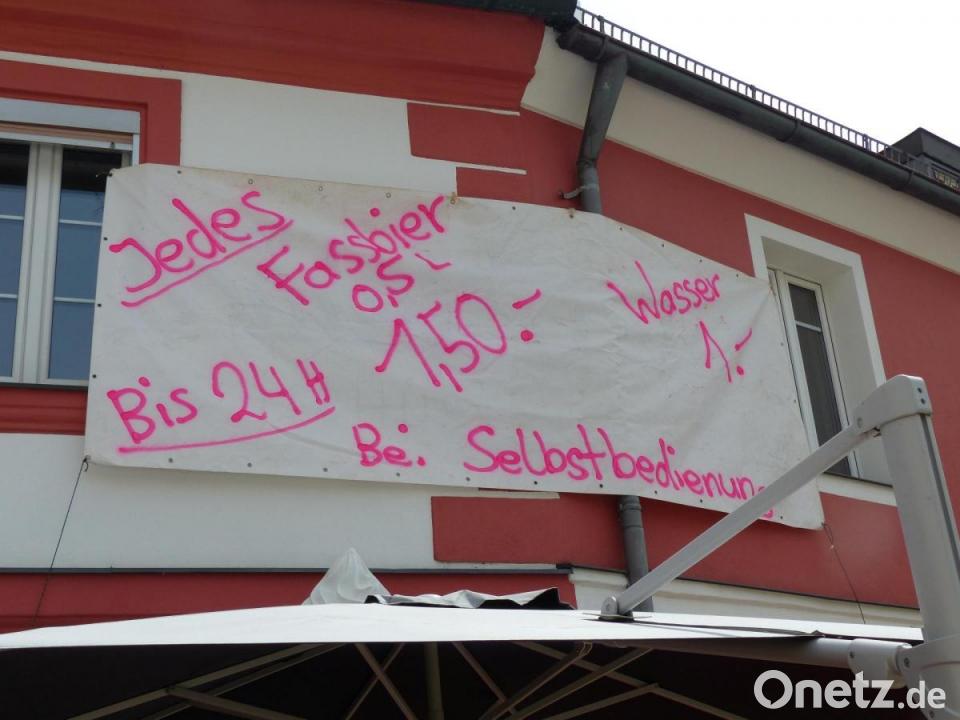 Jedes
Fassbier
0,5 L
1,50.-
Wasser
1.-
Bis 24 H
Bei Selbstbedienung
Onetz.de